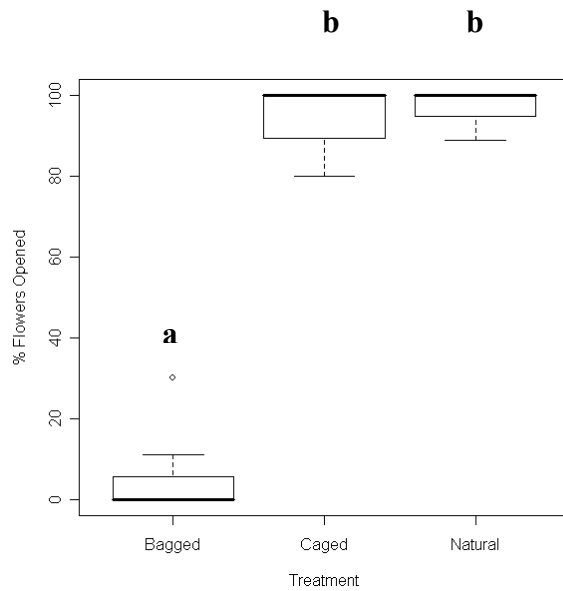 b b
100
80
60
40
20
0
% Flowers Opened
a
Bagged Caged Natural
Treatment